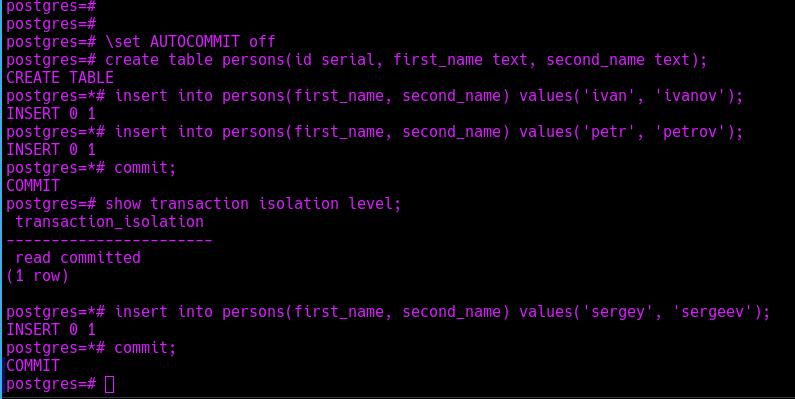 postgres=#
postgres=#
postgres=# \set AUTOCOMMIT off
postgres=# create table persons(id serial, first_name text, second_name text);
CREATE TABLE
postgres=*# insert into persons(first_name, second_name) values('ivan', 'ivanov');
INSERT 0 1
postgres=*# insert into persons(first_name, second_name) values('petr', 'petrov');
INSERT 0 1
postgres=*# commit;
COMMIT
postgres=# show transaction isolation level;
 transaction_isolation
-----------------------
 read committed
(1 row)

postgres=*# insert into persons(first_name, second_name) values('sergey', 'sergeev');
INSERT 0 1
postgres=*# commit;
COMMIT
postgres=#